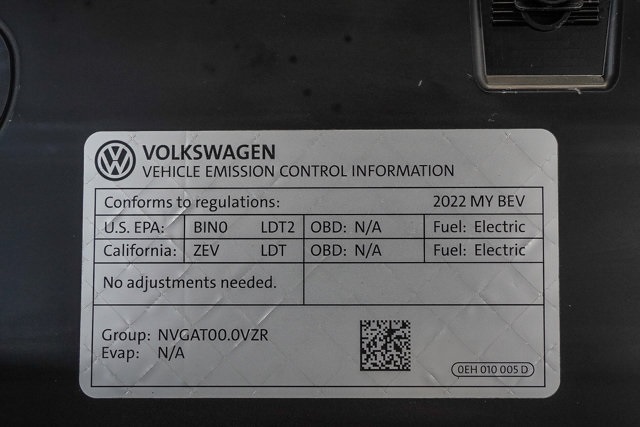 VOLKSWAGEN
VEHICLE EMISSION CONTROL INFORMATION
Conforms to regulations: 2022 MY BEV
U.S. EPA: BIN0 LDT2 OBD: N/A Fuel: Electric
California: ZEV LDT OBD: N/A Fuel: Electric
No adjustments needed.
Group: NVGAT00.0VZR
Evap: N/A
0EH 010 005 D